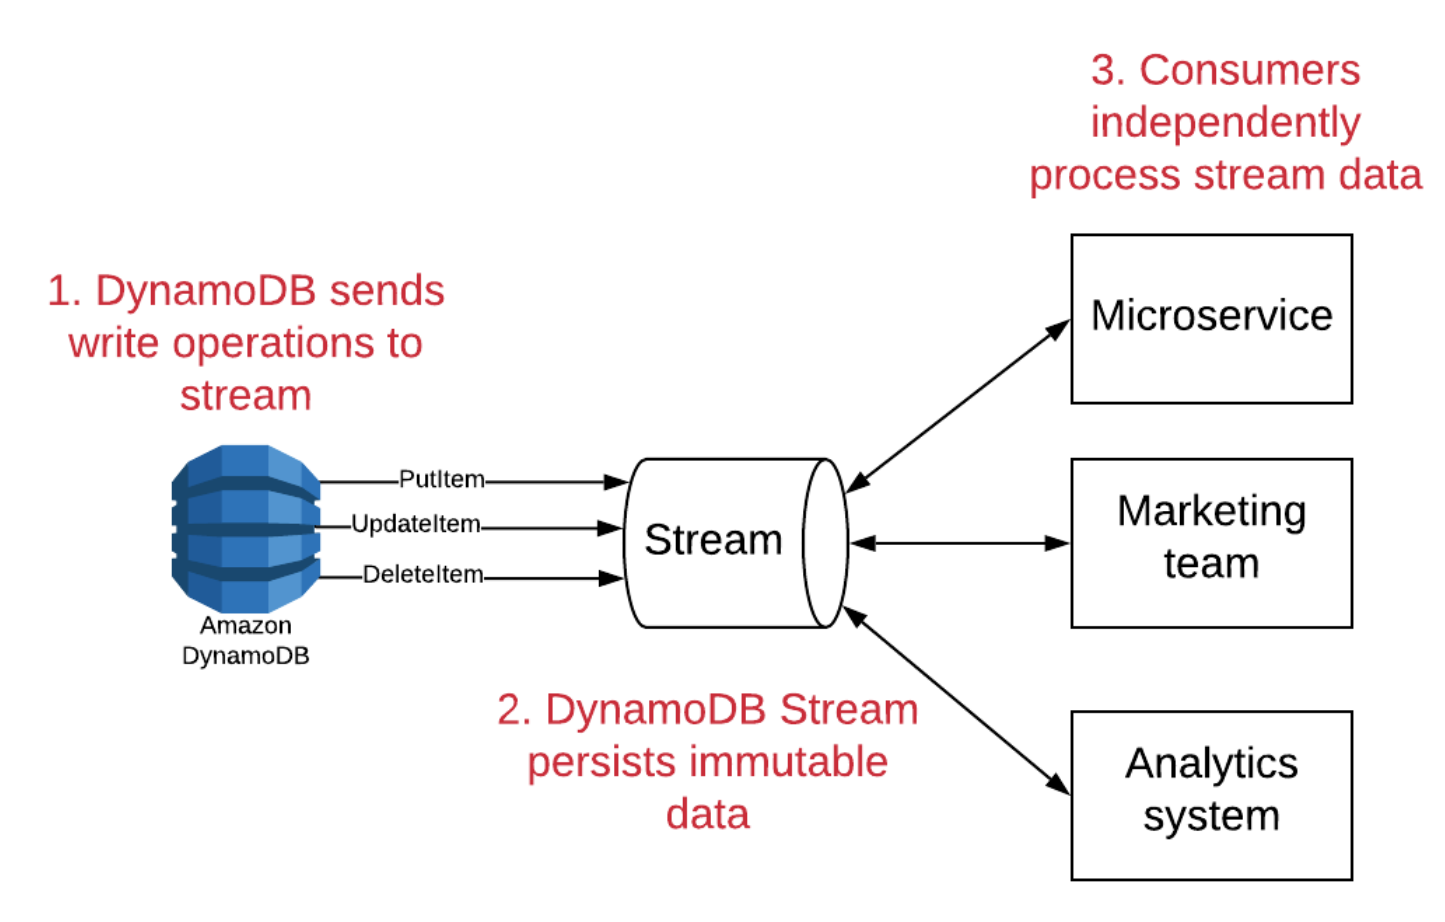 3. Consumers
independently
process stream data
1. DynamoDB sends
write operations to
stream
Microservice
PutItem
UpdateItem
DeleteItem
Amazon
DynamoDB
Stream
Marketing
team
2. DynamoDB Stream
persists immutable
data
Analytics
system